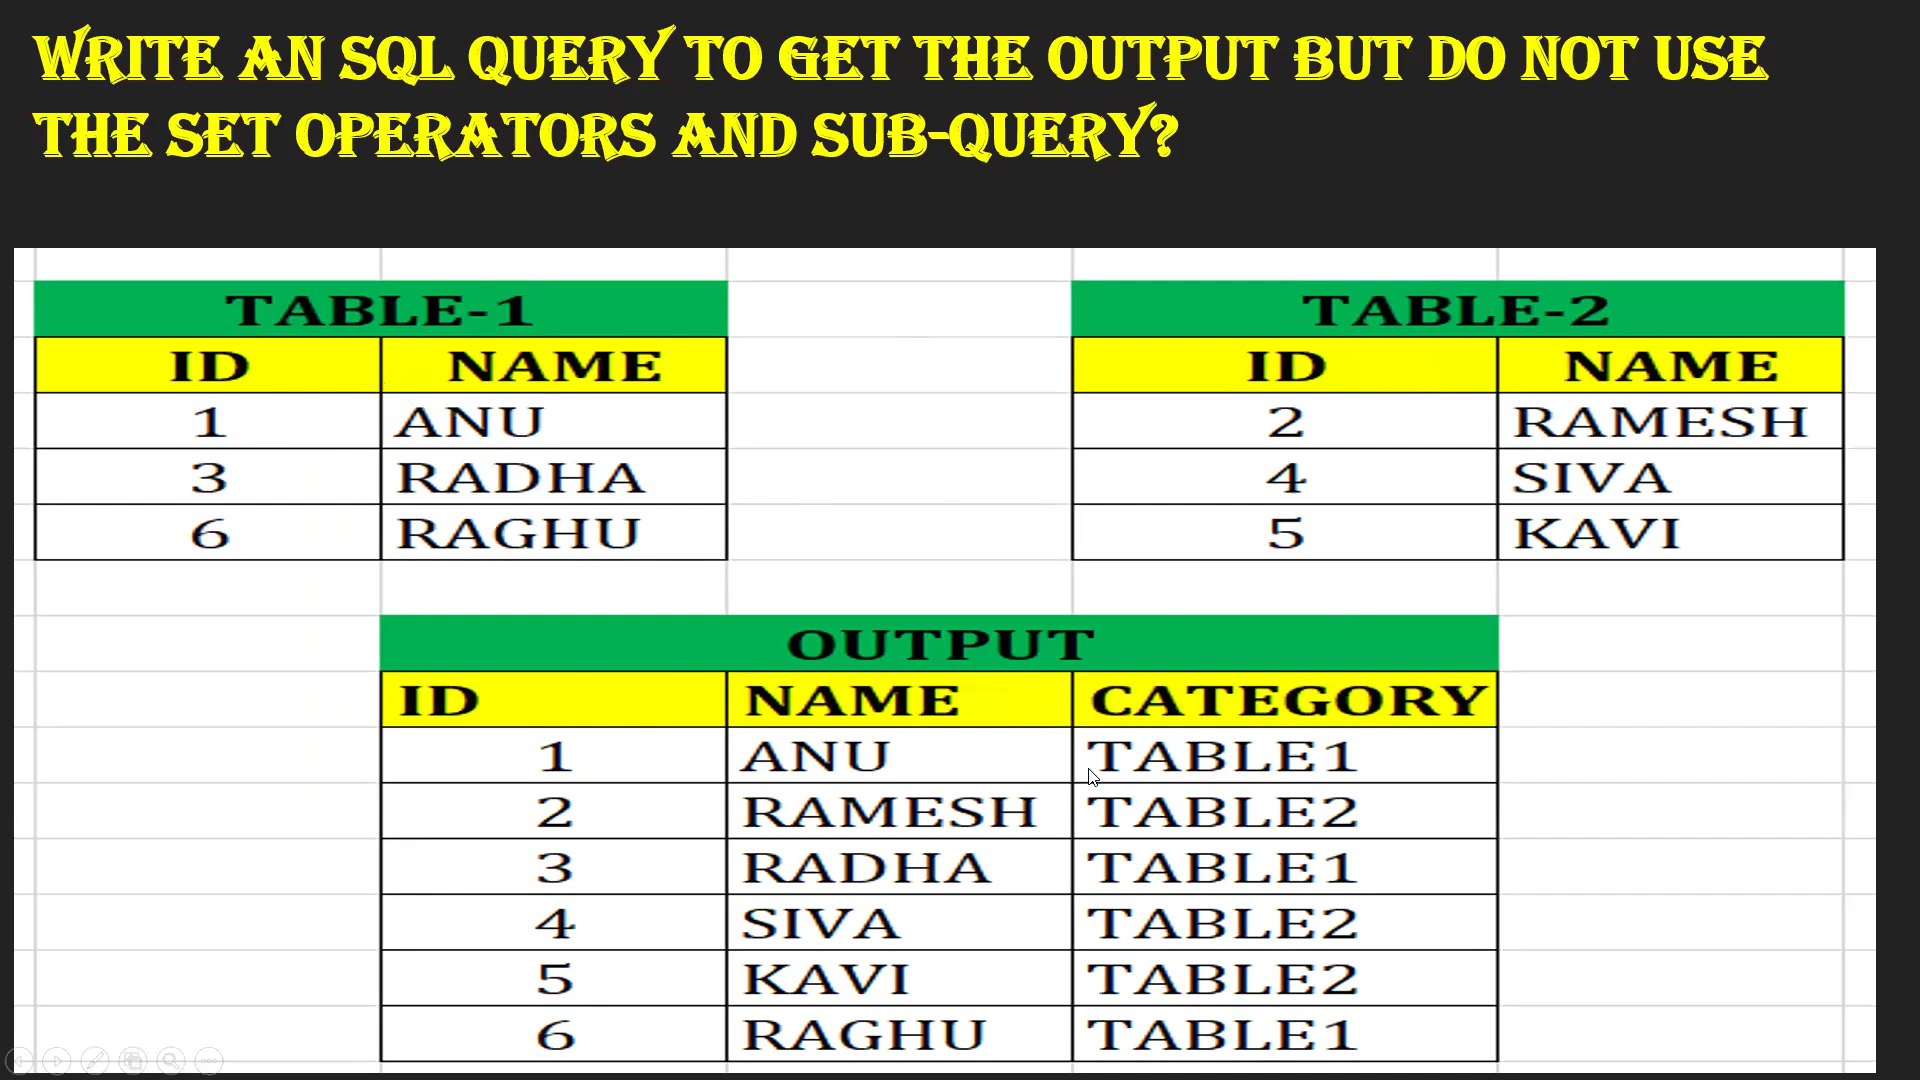 WRITE AN SQL QUERY TO GET THE OUTPUT BUT DO NOT USE
THE SET OPERATORS AND SUB-QUERY?
TABLE-1
ID NAME
1 ANU
3 RADHA
6 RAGHU
TABLE-2
ID NAME
2 RAMESH
4 SIVA
5 KAVI
OUTPUT
ID NAME CATEGORY
1 ANU TABLE1
2 RAMESH TABLE2
3 RADHA TABLE1
4 SIVA TABLE2
5 KAVI TABLE2
6 RAGHU TABLE1